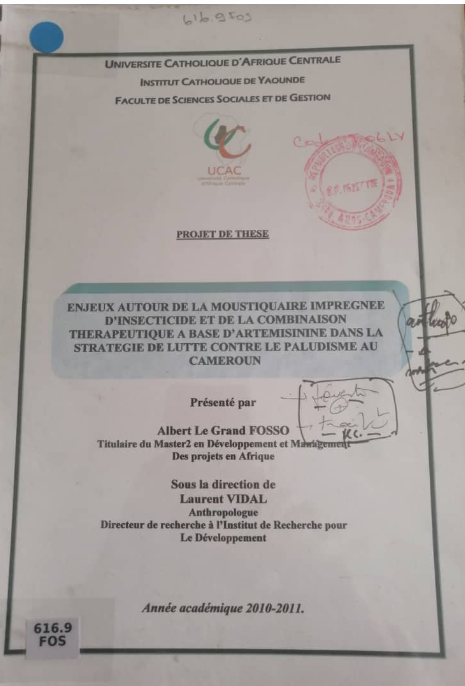 616.9 FOS
UNIVERSITE CATHOLIQUE D'AFRIQUE CENTRALE
INSTITUT CATHOLIQUE DE YAOUNDE
FACULTE DE SCIENCES SOCIALES ET DE GESTION
UCAC
Université Catholique
d'Afrique Centrale
PROJET DE THESE
ENJEUX AUTOUR DE LA MOUSTIQUAIRE IMPREGNEE
D'INSECTICIDE ET DE LA COMBINAISON
THERAPEUTIQUE A BASE D'ARTEMISININE DANS LA
STRATEGIE DE LUTTE CONTRE LE PALUDISME AU
CAMEROUN
Présenté par
Albert Le Grand FOSSO
Titulaire du Master2 en Développement et Management
Des projets en Afrique
Sous la direction de
Laurent VIDAL
Anthropologue
Directeur de recherche à l'Institut de Recherche pour
Le Développement
Année académique 2010-2011.
616.9
FOS